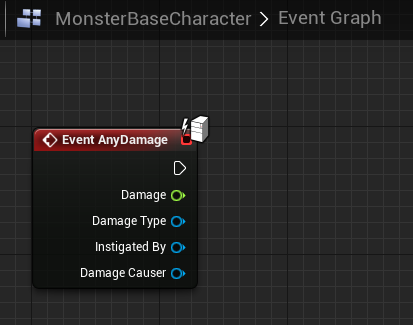 MonsterBaseCharacter > Event Graph
Event AnyDamage
Damage
Damage Type
Instigated By
Damage Causer